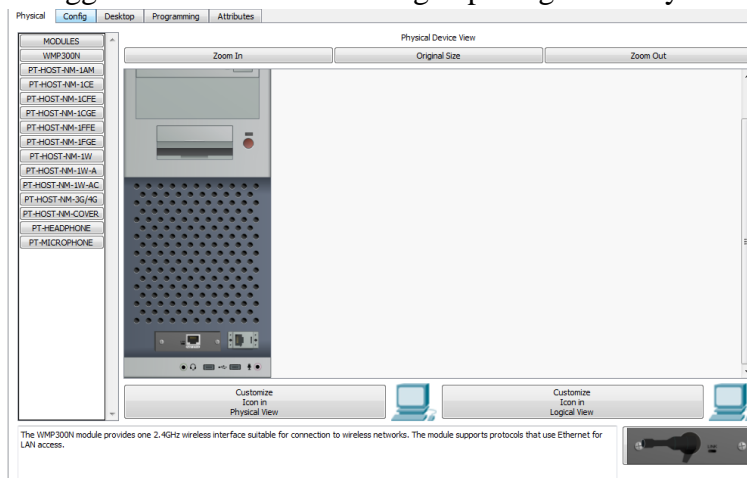 Physical Config Desktop Programming Attributes
MODULES
WMP300N
PT-HOST-NM-1AM
PT-HOST-NM-1CE
PT-HOST-NM-1CFE
PT-HOST-NM-1CGE
PT-HOST-NM-1FFE
PT-HOST-NM-1FGE
PT-HOST-NM-1W
PT-HOST-NM-1W-A
PT-HOST-NM-1W-AC
PT-HOST-NM-3G/4G
PT-HOST-NM-COVER
PT-HEADPHONE
PT-MICROPHONE
Physical Device View
Zoom In Original Size Zoom Out
Customize
Icon in
Physical View
Customize
Icon in
Logical View
The WMP300N module provides one 2.4GHz wireless interface suitable for connection to wireless networks. The module supports protocols that use Ethernet for
LAN access.